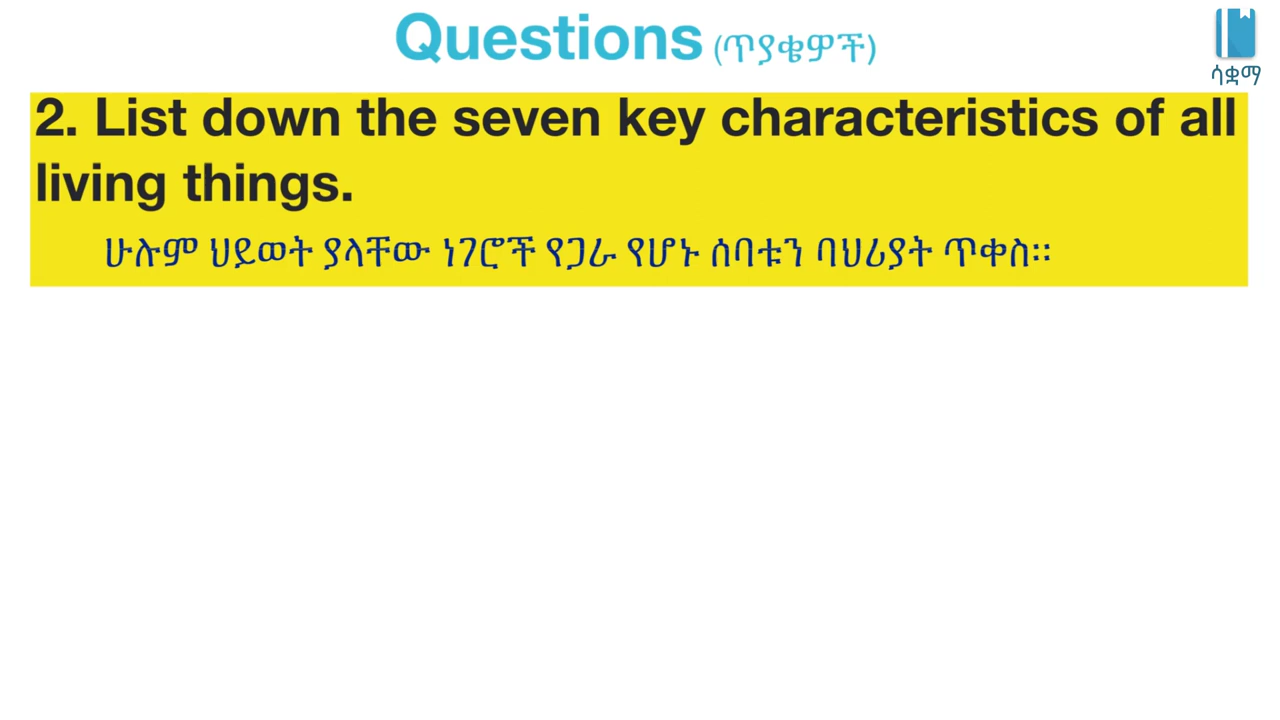 Questions (ጥያቄዎች)
ሳቋማ
2. List down the seven key characteristics of all
living things.
ሁሉም ህይወት ያላቸው ነገሮች የጋራ የሆኑ ሰባቱን ባህሪያት ጥቀስ፡፡